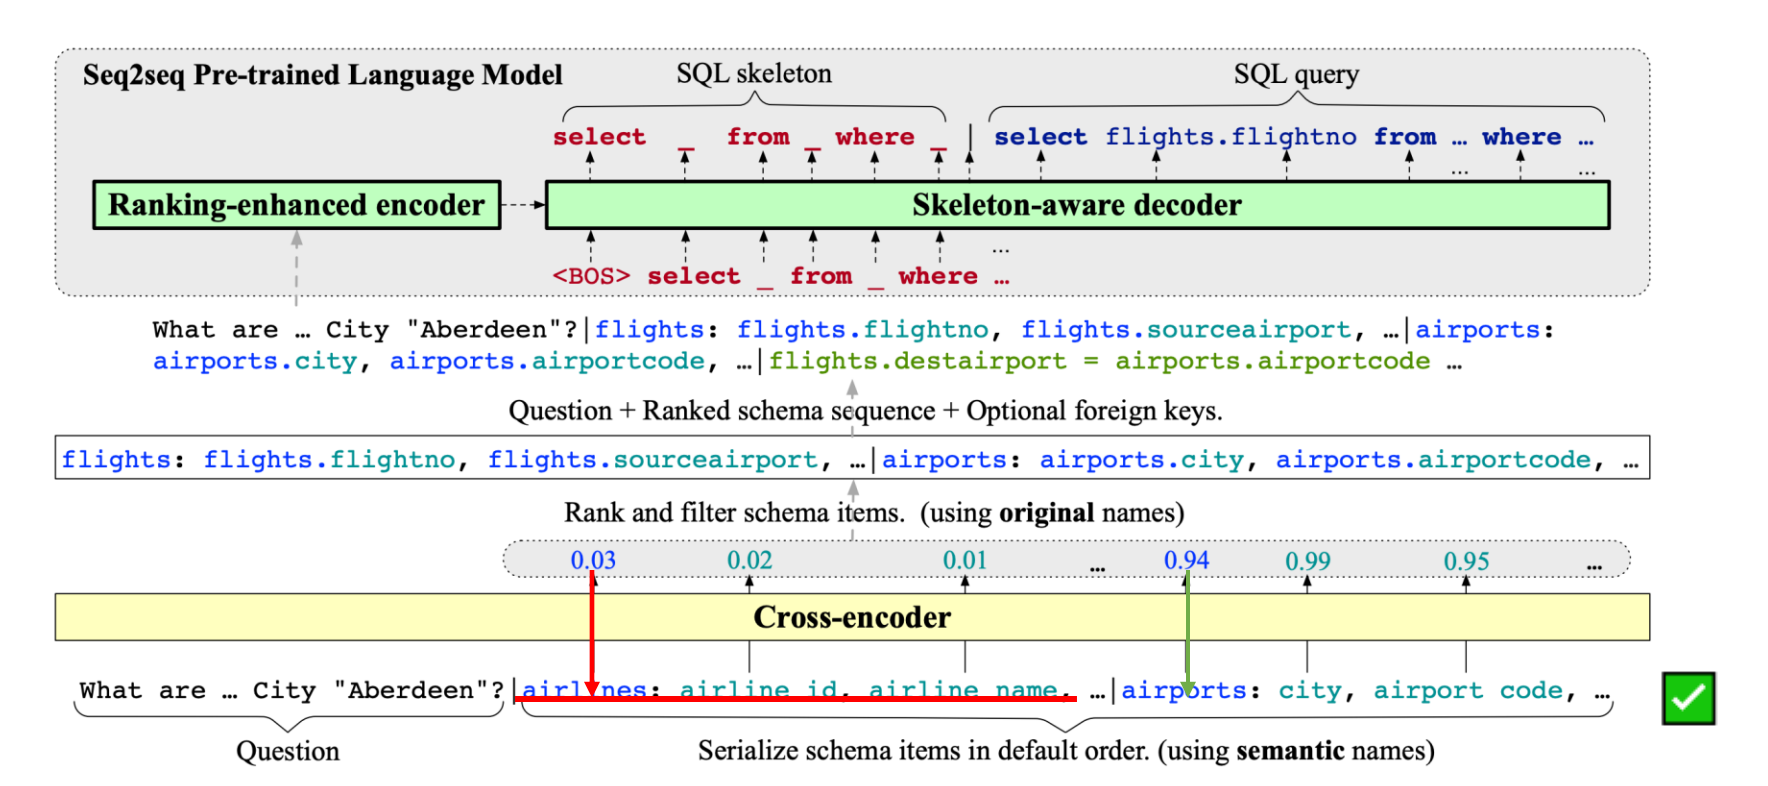 Seq2seq Pre-trained Language Model
SQL skeleton
SQL query
select _ from _ where _ | select flights.flightno from … where …
… …
Ranking-enhanced encoder
Skeleton-aware decoder
…
<BOS> select _ from _ where …
What are … City "Aberdeen"?|flights: flights.flightno, flights.sourceairport, …|airports:
airports.city, airports.airportcode, …|flights.destairport = airports.airportcode …
Question + Ranked schema sequence + Optional foreign keys.
flights: flights.flightno, flights.sourceairport, …|airports: airports.city, airports.airportcode, …
Rank and filter schema items. (using original names)
0.03 0.02 0.01 … 0.94 0.99 0.95 …
Cross-encoder
What are … City "Aberdeen"?|airlines: airline id, airline name, …|airports: city, airport code, …
Question
Serialize schema items in default order. (using semantic names)